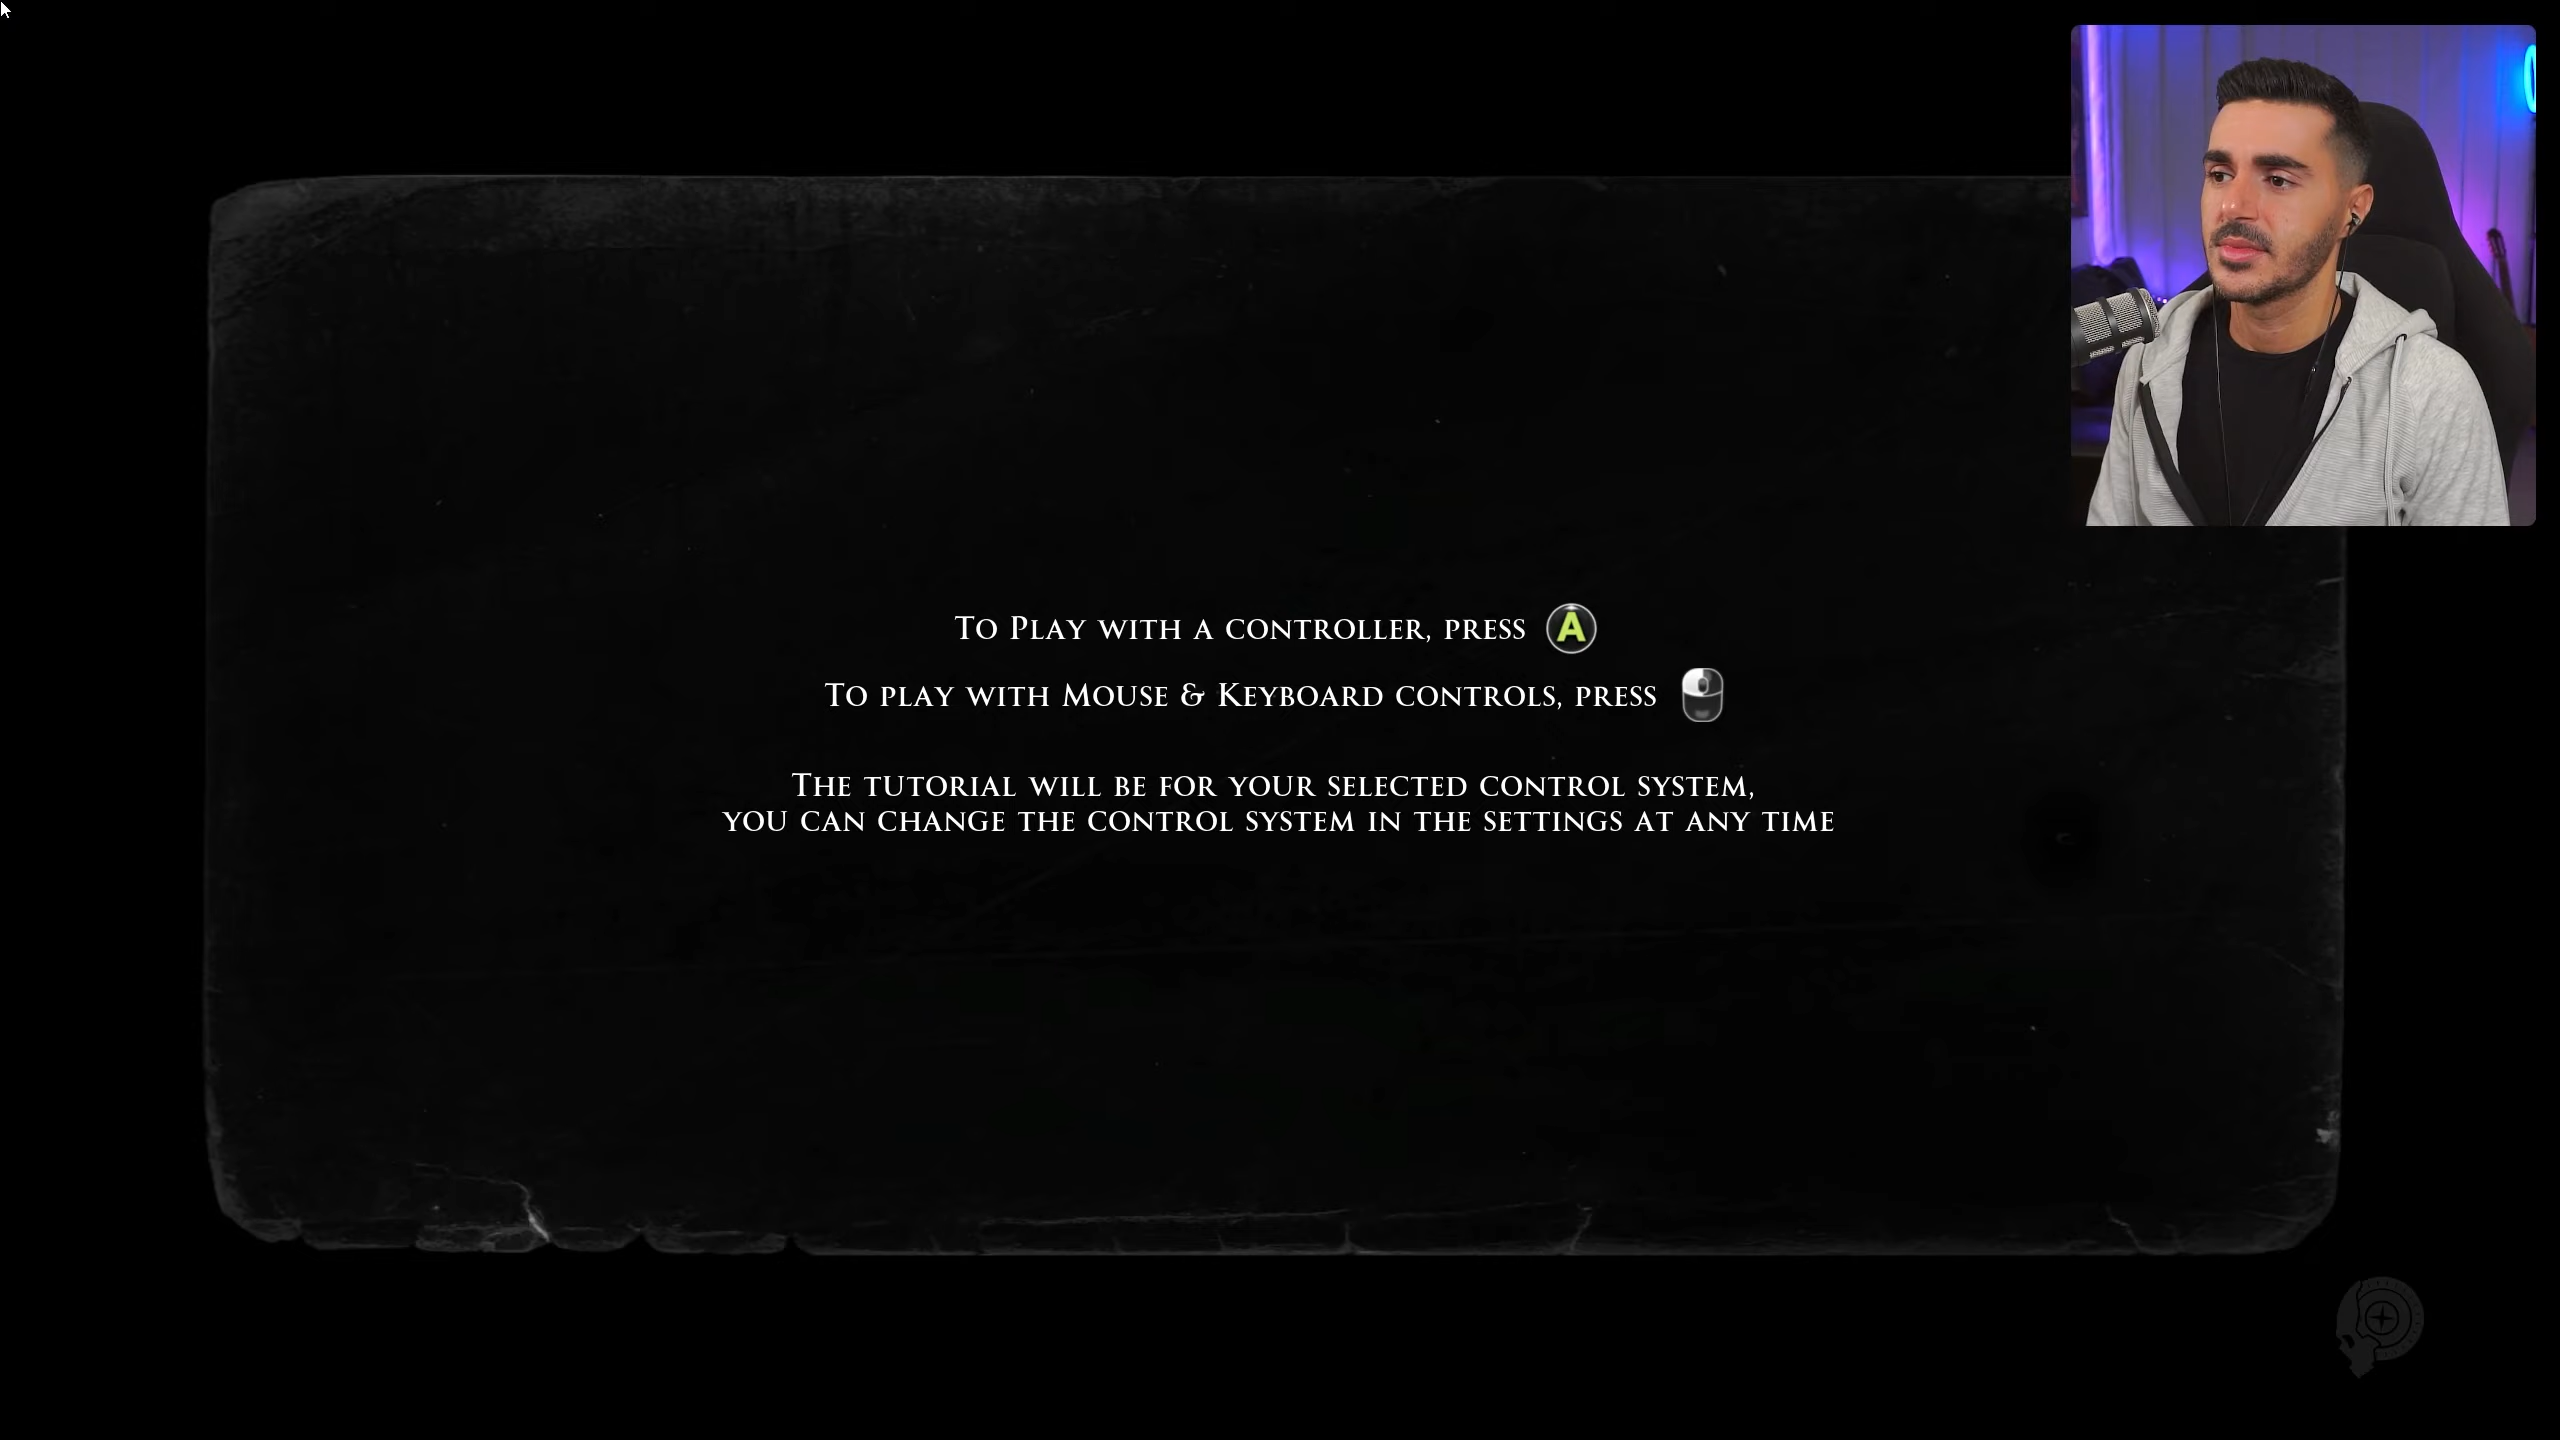 To Play with a controller, press A
To play with Mouse & Keyboard controls, press
The tutorial will be for your selected control system,
you can change the control system in the settings at any time